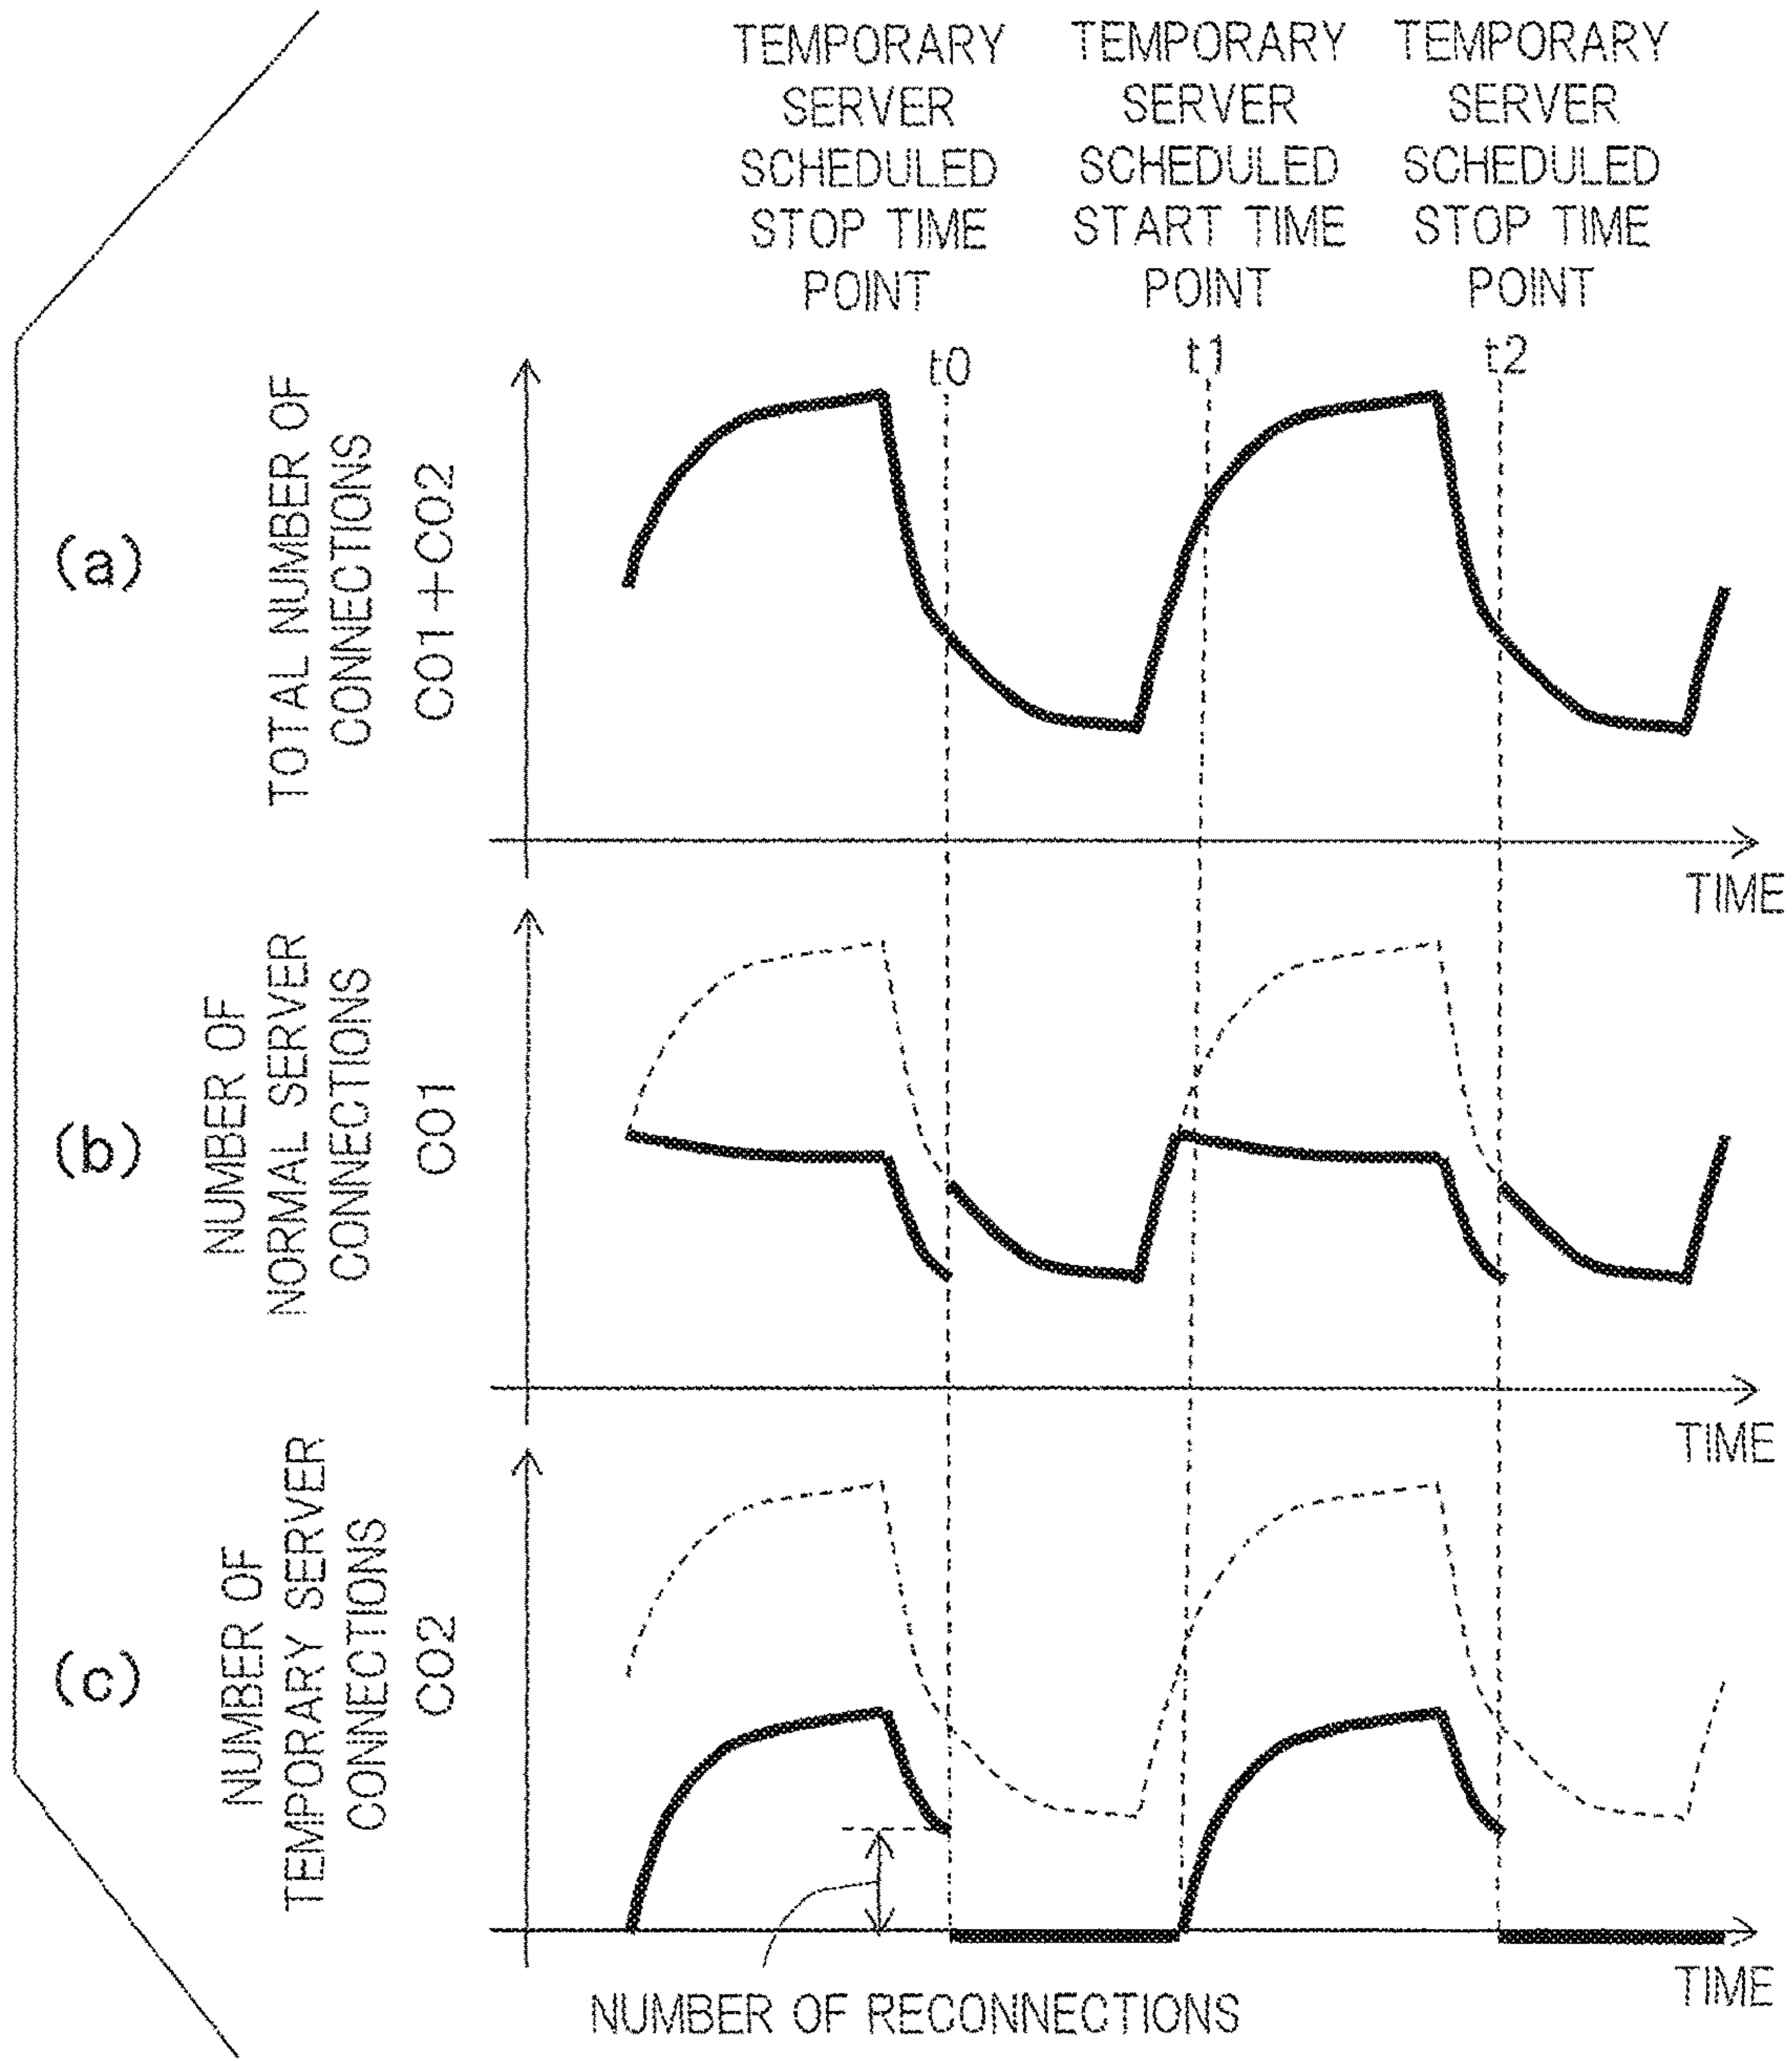 TEMPORARY
SERVER
SCHEDULED
STOP TIME
POINT
t0
TEMPORARY
SERVER
SCHEDULED
START TIME
POINT
t1
TEMPORARY
SERVER
SCHEDULED
STOP TIME
POINT
t2
(a)
TOTAL NUMBER OF
CONNECTIONS
CO1+CO2
TIME
(b)
NUMBER OF
NORMAL SERVER
CONNECTIONS
CO1
TIME
(c)
NUMBER OF
TEMPORARY SERVER
CONNECTIONS
CO2
TIME
NUMBER OF RECONNECTIONS